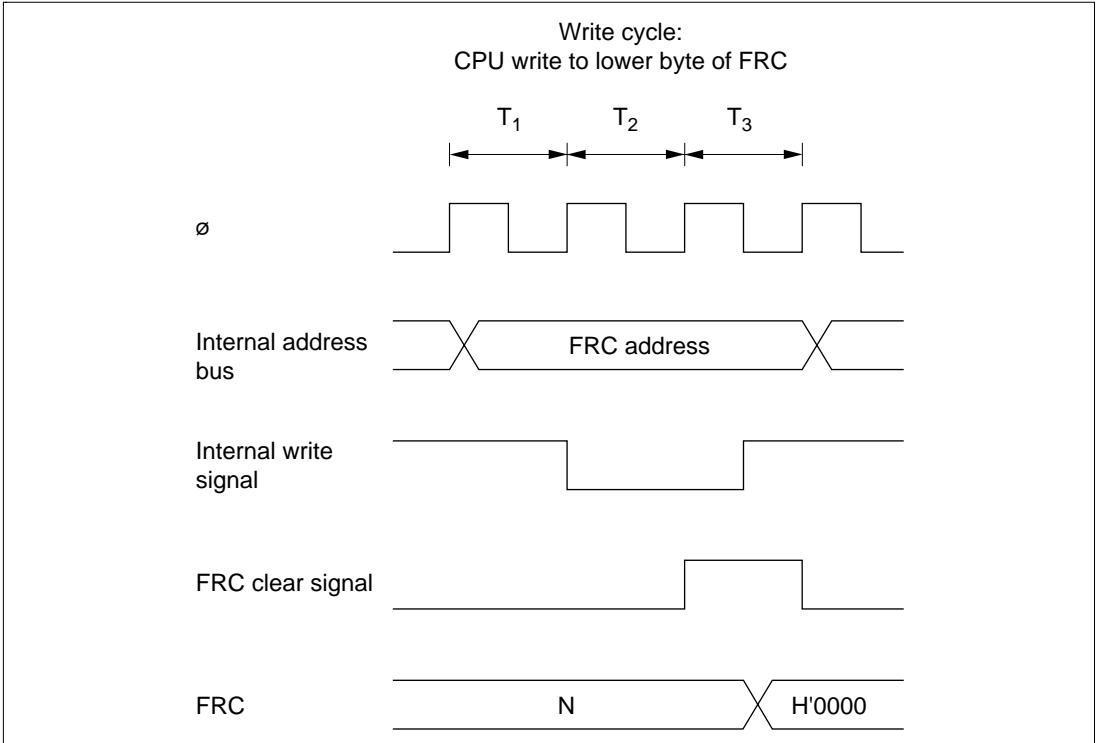 Write cycle:
CPU write to lower byte of FRC
T1 T2 T3
ø
Internal address
bus
FRC address
Internal write
signal
FRC clear signal
FRC
N
H'0000